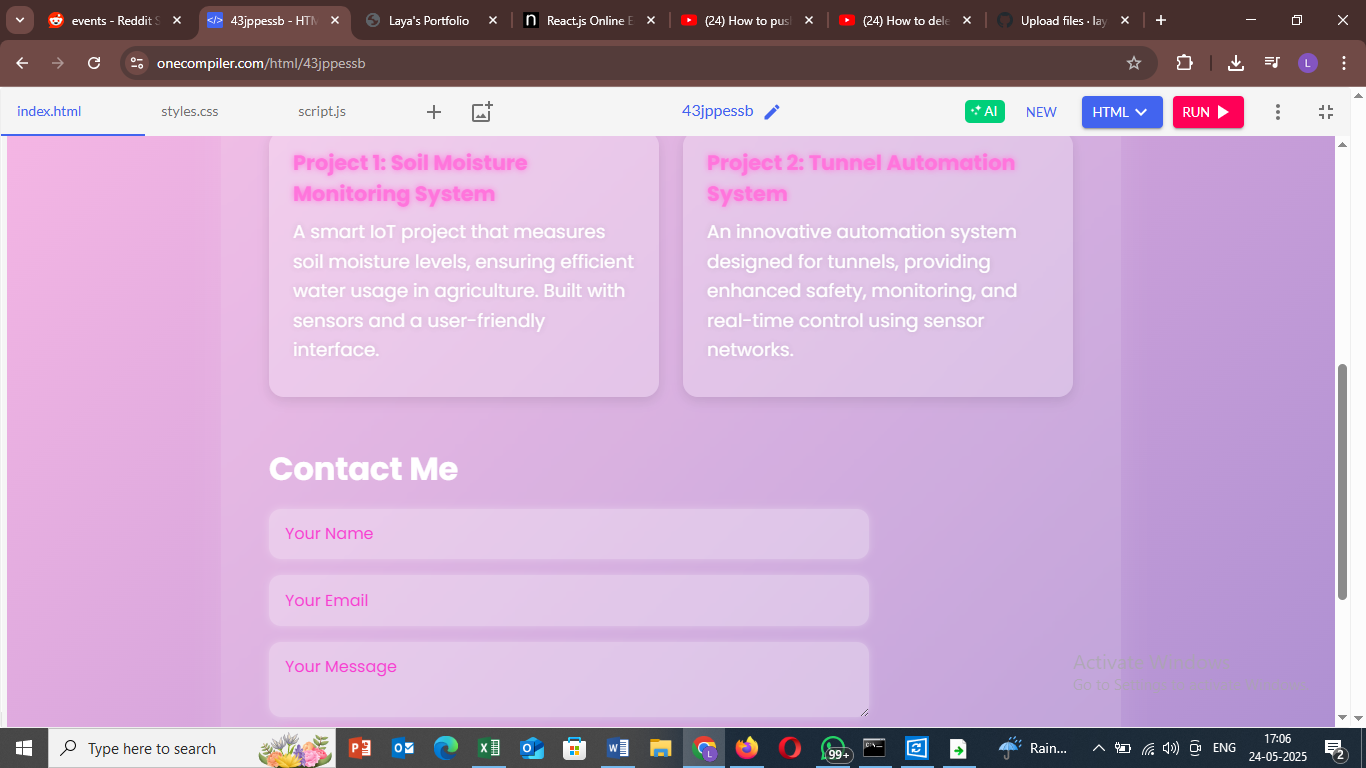 events - Reddit S
43jppessb - HTM
Laya's Portfolio
React.js Online E
(24) How to pus
(24) How to dele
Upload files · lay
onecompiler.com/html/43jppessb
L
index.html
styles.css
script.js
43jppessb
AI
NEW
HTML
RUN
Project 1: Soil Moisture
Monitoring System
A smart IoT project that measures
soil moisture levels, ensuring efficient
water usage in agriculture. Built with
sensors and a user-friendly
interface.
Project 2: Tunnel Automation
System
An innovative automation system
designed for tunnels, providing
enhanced safety, monitoring, and
real-time control using sensor
networks.
Contact Me
Your Name
Your Email
Your Message
Activate Windows
Go to Settings to activate Windows.
Type here to search
99+
Rain...
ENG
17:06
24-05-2025
2